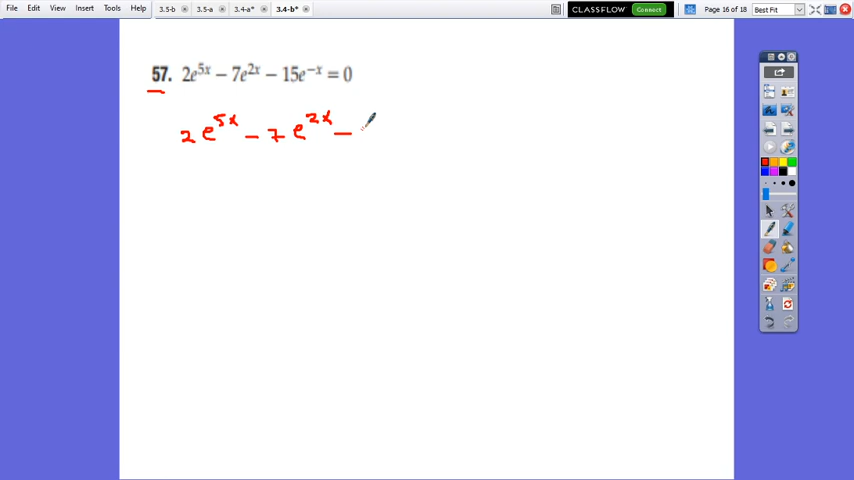 File Edit View Insert Tools Help 3.5-b 3.5-a 3.4-a* 3.4-b* CLASSFLOW Connect Page 16 of 18 Best Fit
57. 2e^{5x} − 7e^{2x} − 15e^{−x} = 0
2e^{5x} − 7e^{2x} −